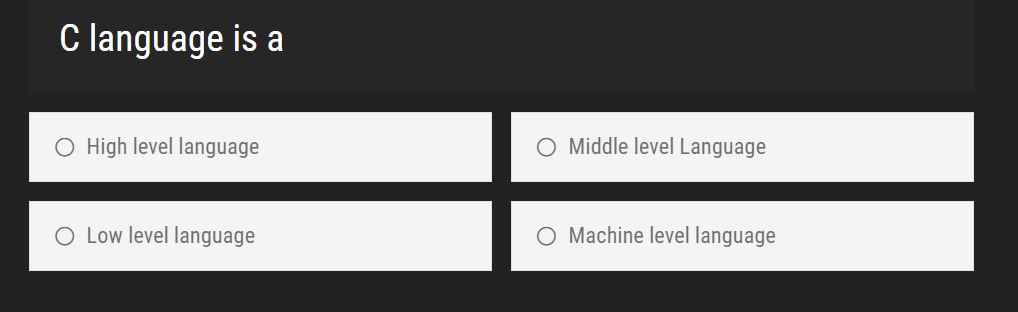 C language is a
High level language
Middle level Language
Low level language
Machine level language